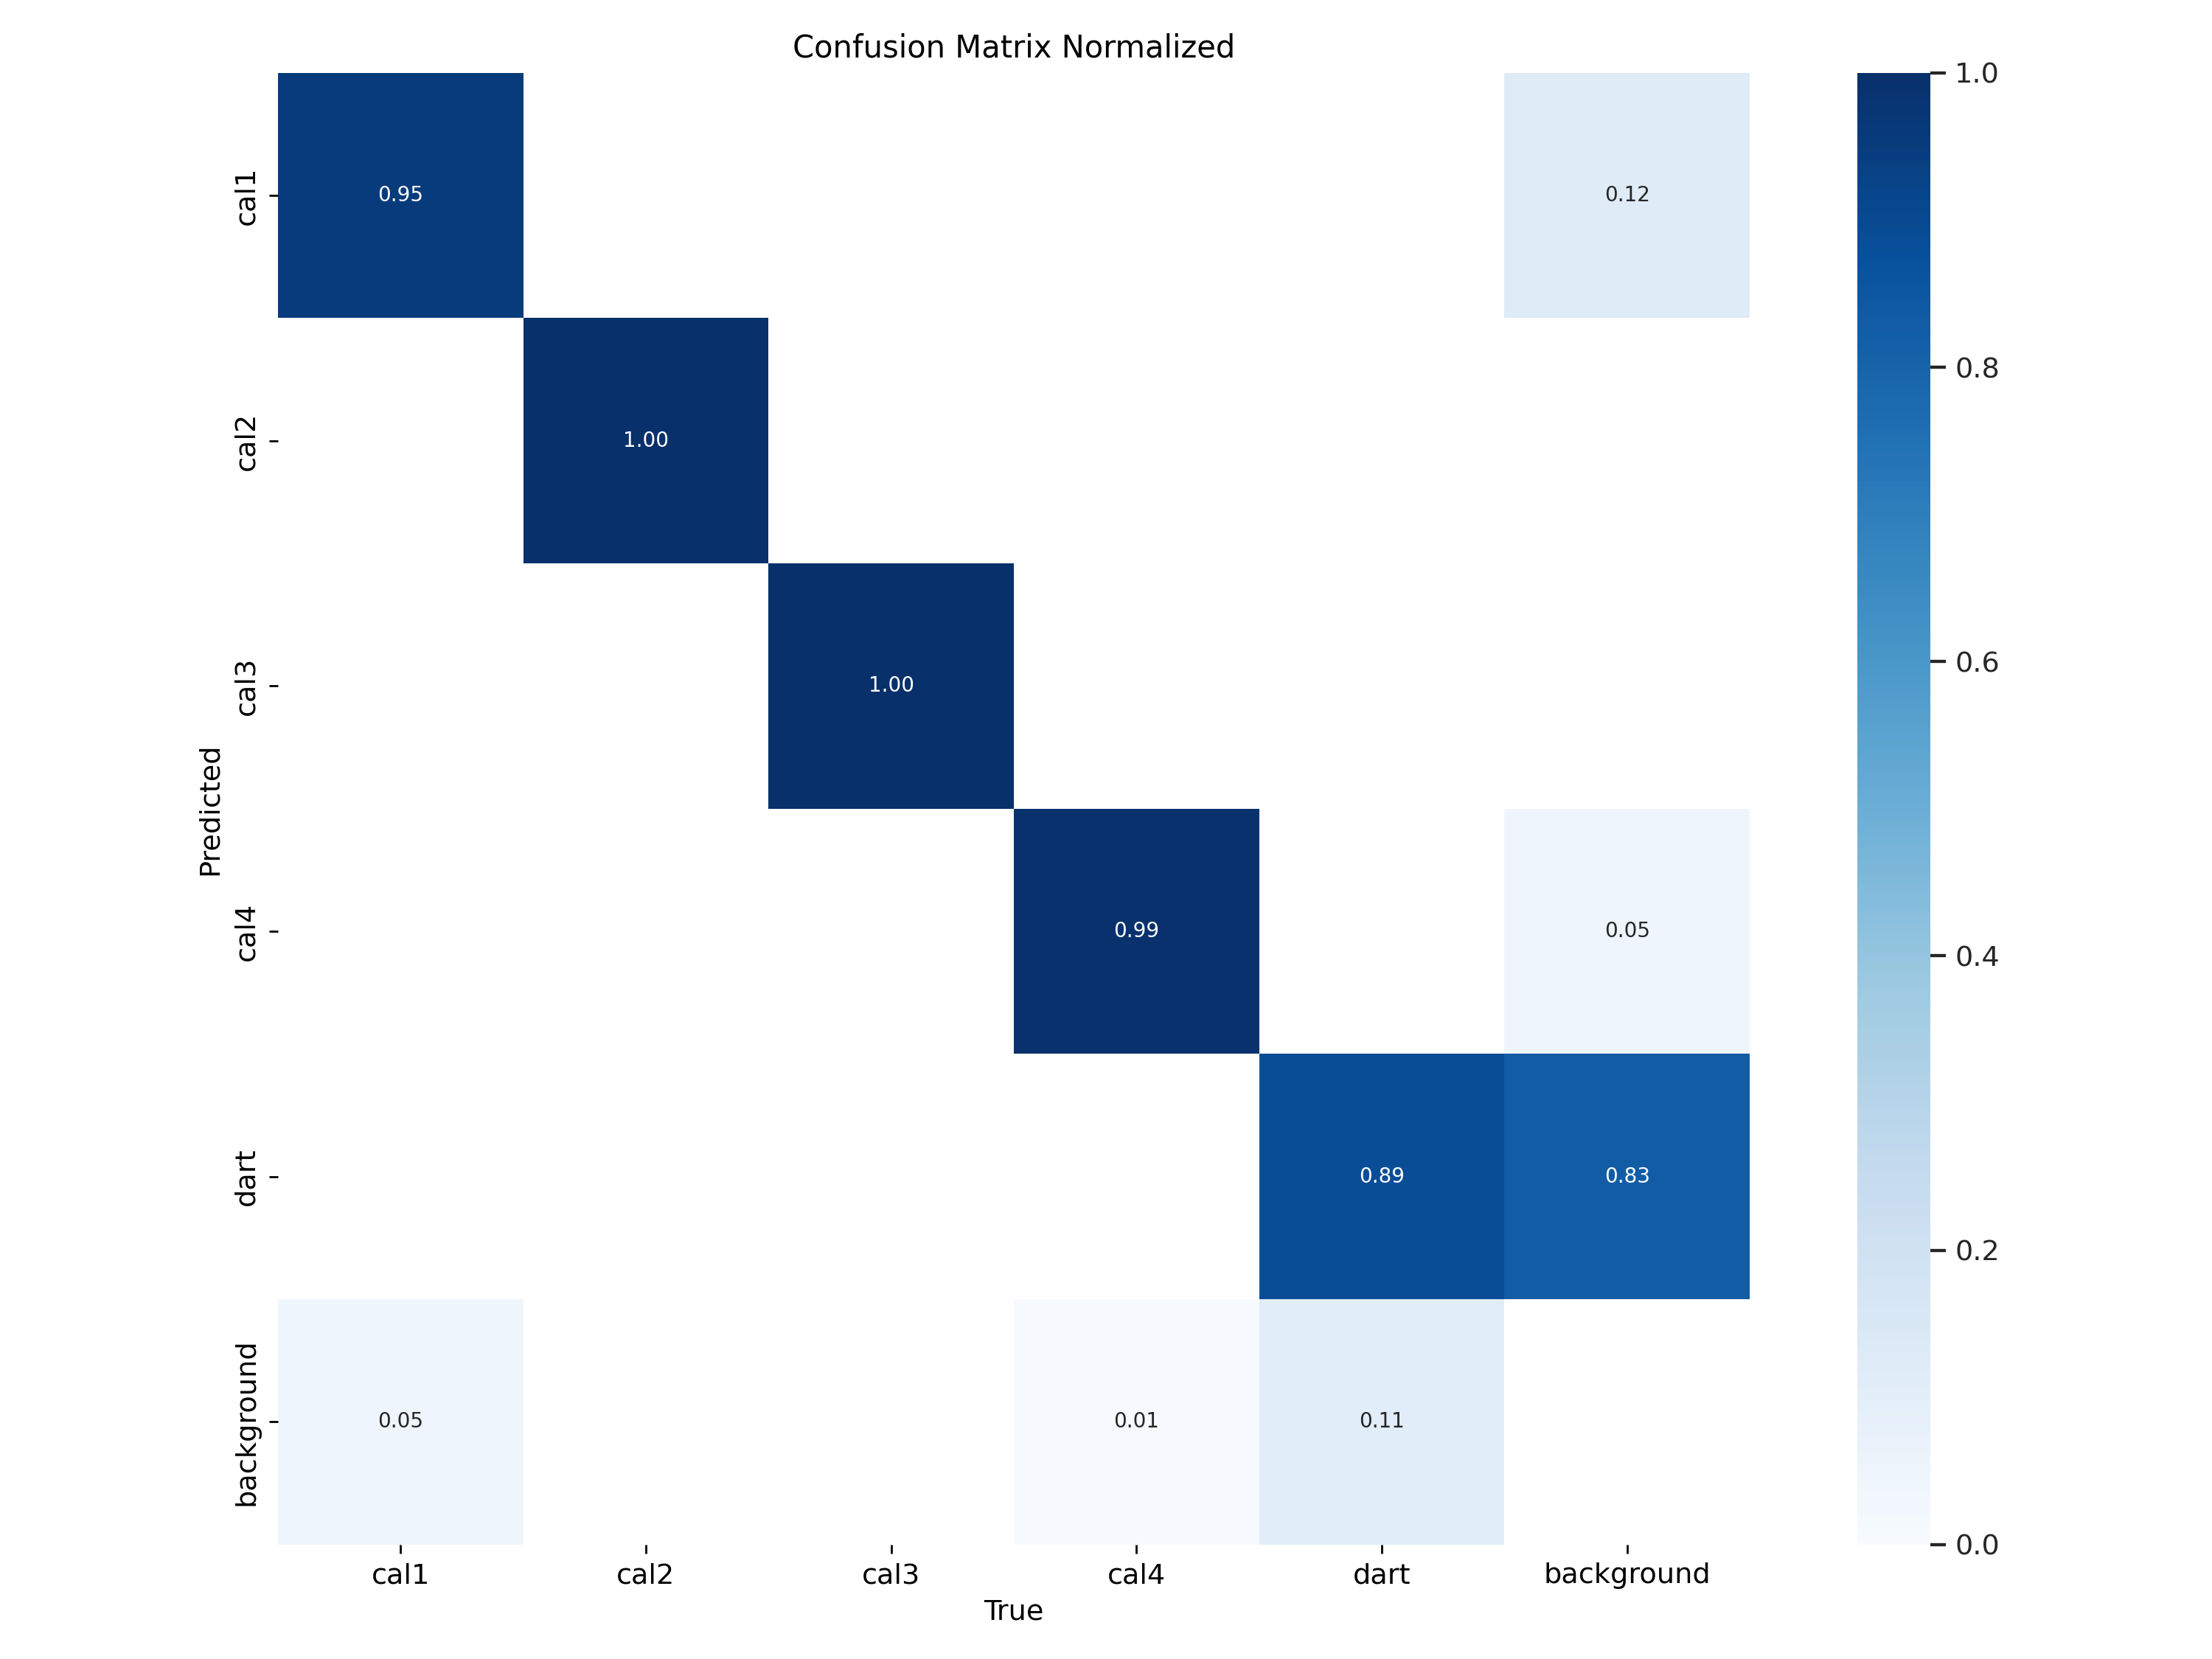 Confusion Matrix Normalized
cal1
0.95
0.12
cal2
1.00
cal3
1.00
cal4
0.99
0.05
dart
0.89
0.83
background
0.05
0.01
0.11
cal1 cal2 cal3 cal4 dart background
True
Predicted
1.0
0.8
0.6
0.4
0.2
0.0